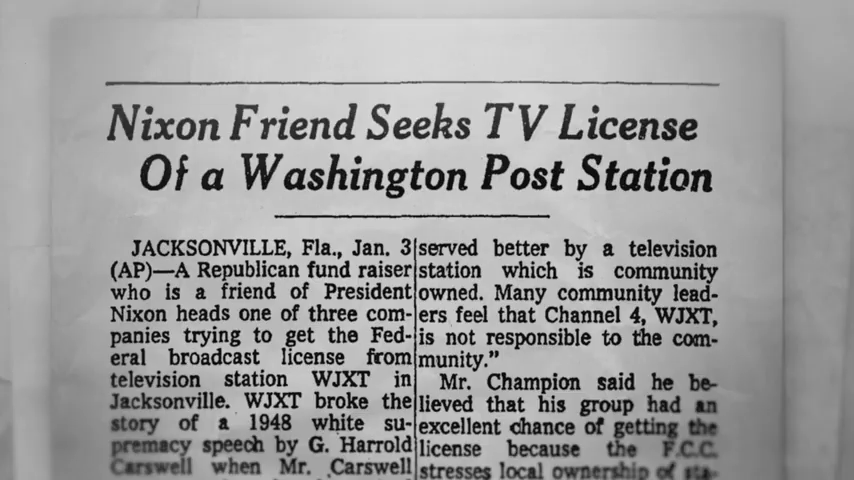 Nixon Friend Seeks TV License
Of a Washington Post Station
JACKSONVILLE, Fla., Jan. 3
(AP)—A Republican fund raiser
who is a friend of President
Nixon heads one of three com-
panies trying to get the Fed-
eral broadcast license from
television station WJXT in
Jacksonville. WJXT broke the
story of a 1948 white su-
premacy speech by G. Harrold
Carswell when Mr. Carswell
served better by a television
station which is community
owned. Many community lead-
ers feel that Channel 4, WJXT,
is not responsible to the com-
munity.”
Mr. Champion said he be-
lieved that his group had an
excellent chance of getting the
license because the F.C.C.
stresses local ownership of sta-